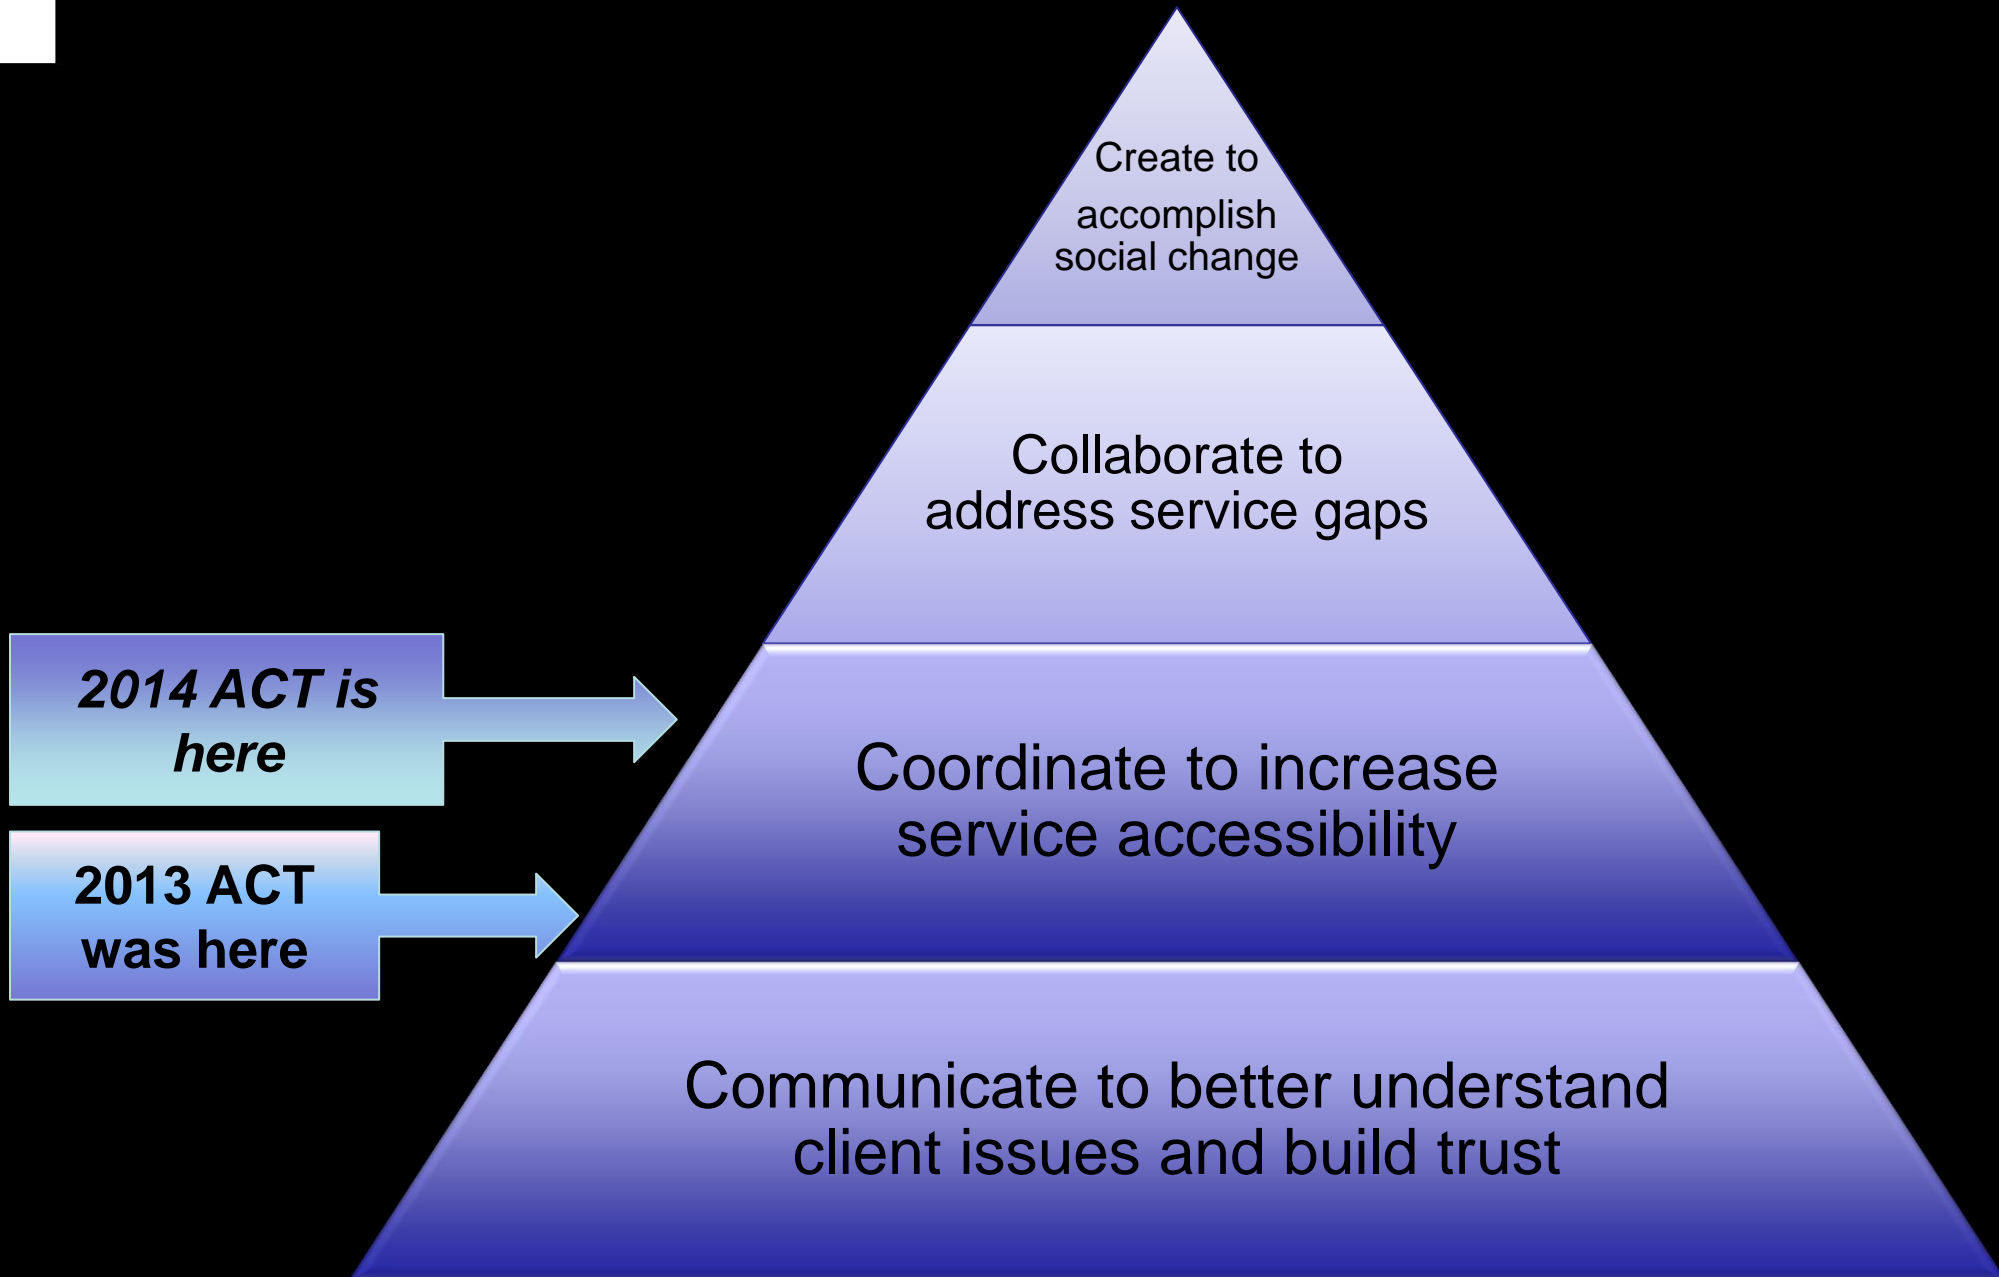 Create to
accomplish
social change
Collaborate to
address service gaps
2014 ACT is
here
Coordinate to increase
service accessibility
2013 ACT
was here
Communicate to better understand
client issues and build trust